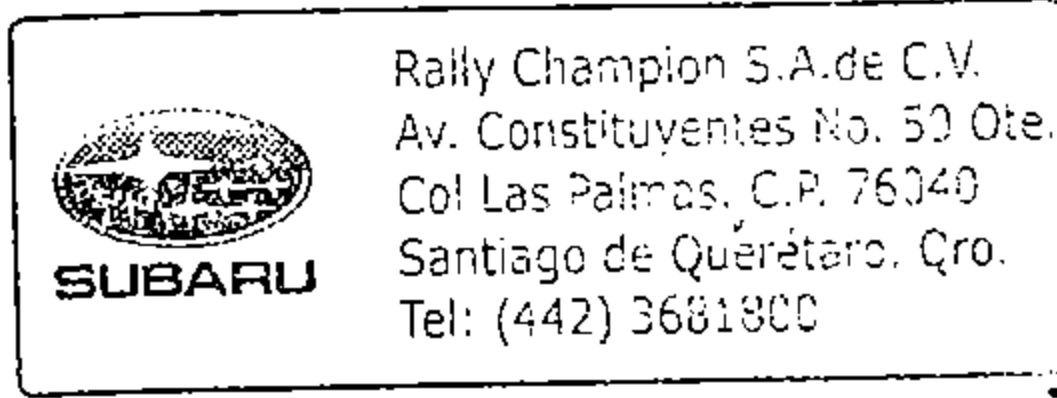 Rally Champion S.A.de C.V.
Av. Constituyentes No. 50 Ote.
Col Las Palmas, C.P. 76040
Santiago de Querétaro, Qro.
Tel: (442) 3681800
SUBARU